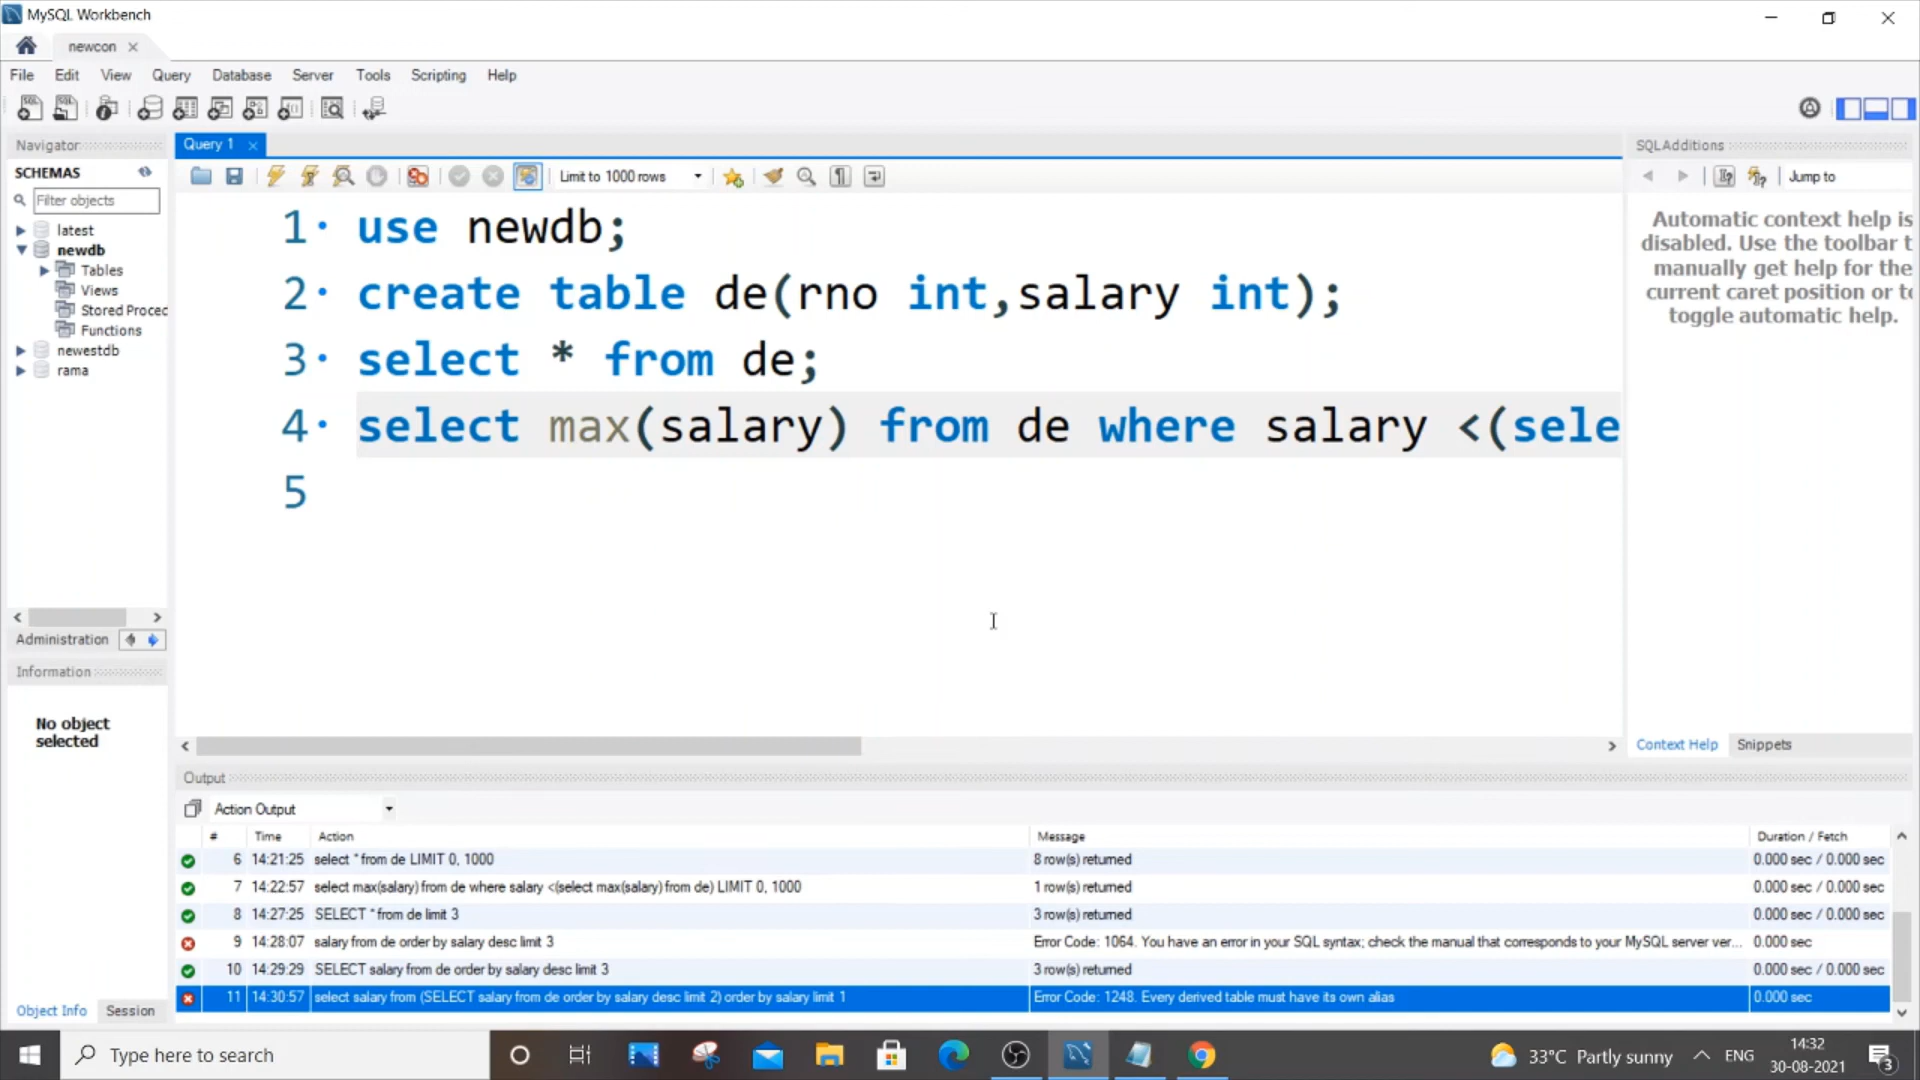 MySQL Workbench
newcon
File Edit View Query Database Server Tools Scripting Help
Navigator
SCHEMAS
Filter objects
latest
newdb
Tables
Views
Stored Proced
Functions
newestdb
rama
Administration
Information
No object
selected
Object Info Session
Query 1
Limit to 1000 rows
1 use newdb;
2 create table de(rno int,salary int);
3 select * from de;
4 select max(salary) from de where salary <(sele
5
SQLAdditions
Jump to
Automatic context help is
disabled. Use the toolbar t
manually get help for the
current caret position or to
toggle automatic help.
Context Help Snippets
Output
Action Output
# Time Action Message Duration / Fetch
6 14:21:25 select * from de LIMIT 0, 1000 8 row(s) returned 0.000 sec / 0.000 sec
7 14:22:57 select max(salary) from de where salary <(select max(salary) from de) LIMIT 0, 1000 1 row(s) returned 0.000 sec / 0.000 sec
8 14:27:25 SELECT * from de limit 3 3 row(s) returned 0.000 sec / 0.000 sec
9 14:28:07 salary from de order by salary desc limit 3 Error Code: 1064. You have an error in your SQL syntax; check the manual that corresponds to your MySQL server ver... 0.000 sec
10 14:29:29 SELECT salary from de order by salary desc limit 3 3 row(s) returned 0.000 sec / 0.000 sec
11 14:30:57 select salary from (SELECT salary from de order by salary desc limit 2) order by salary limit 1 Error Code: 1248. Every derived table must have its own alias 0.000 sec
Type here to search
33°C Partly sunny
ENG
14:32
30-08-2021
3